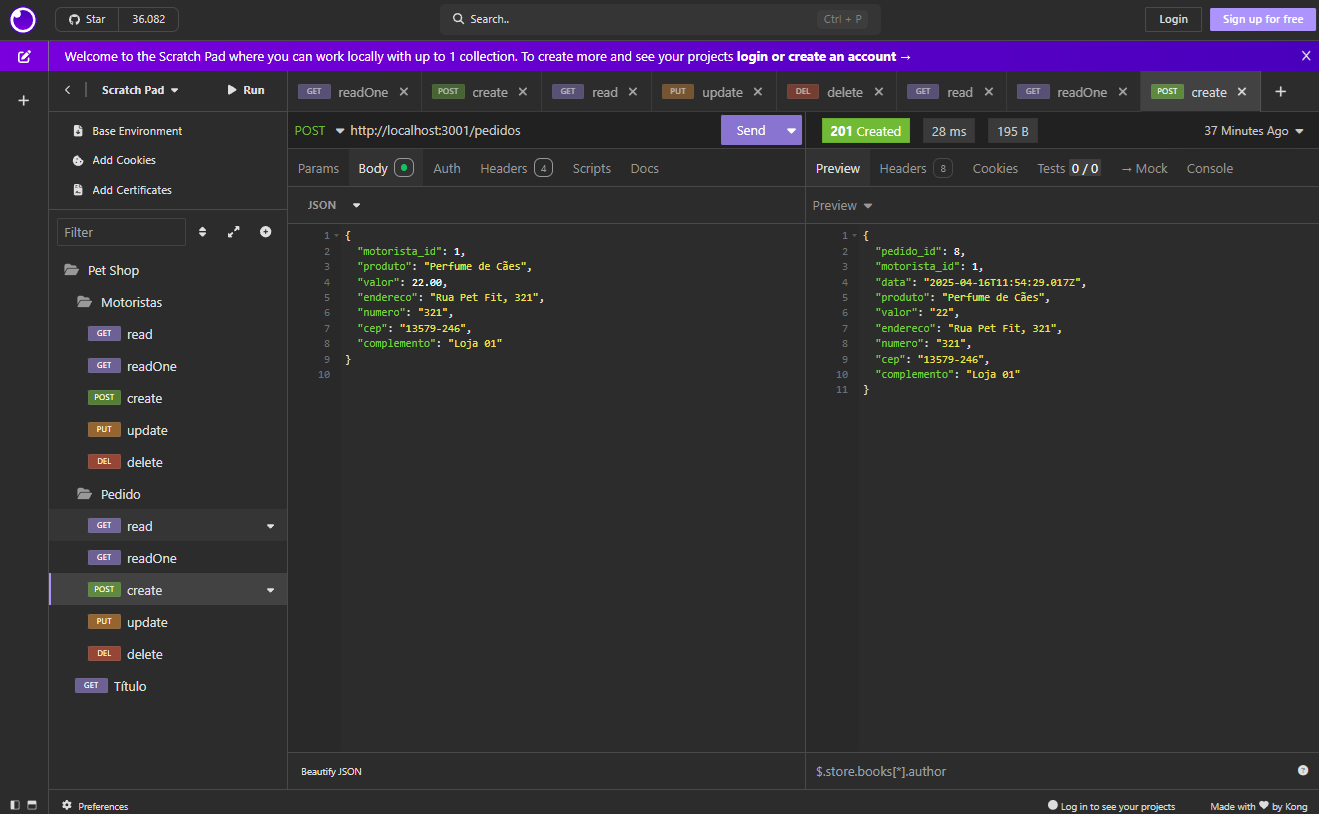 Star 36.082 Search.. Ctrl + P Login Sign up for free
Welcome to the Scratch Pad where you can work locally with up to 1 collection. To create more and see your projects login or create an account →
Scratch Pad Run
GET readOne POST create GET read PUT update DEL delete GET read GET readOne POST create
Base Environment
Add Cookies
Add Certificates
Filter
Pet Shop
Motoristas
GET read
GET readOne
POST create
PUT update
DEL delete
Pedido
GET read
GET readOne
POST create
PUT update
DEL delete
GET Título
POST http://localhost:3001/pedidos Send
Params Body Auth Headers 4 Scripts Docs
JSON
1 {
2 "motorista_id": 1,
3 "produto": "Perfume de Cães",
4 "valor": 22.00,
5 "endereco": "Rua Pet Fit, 321",
6 "numero": "321",
7 "cep": "13579-246",
8 "complemento": "Loja 01"
9 }
10
Beautify JSON
201 Created 28 ms 195 B 37 Minutes Ago
Preview Headers 8 Cookies Tests 0 / 0 → Mock Console
Preview
1 {
2 "pedido_id": 8,
3 "motorista_id": 1,
4 "data": "2025-04-16T11:54:29.017Z",
5 "produto": "Perfume de Cães",
6 "valor": "22",
7 "endereco": "Rua Pet Fit, 321",
8 "numero": "321",
9 "cep": "13579-246",
10 "complemento": "Loja 01"
11 }
$.store.books[*].author
Preferences Log in to see your projects Made with ❤ by Kong